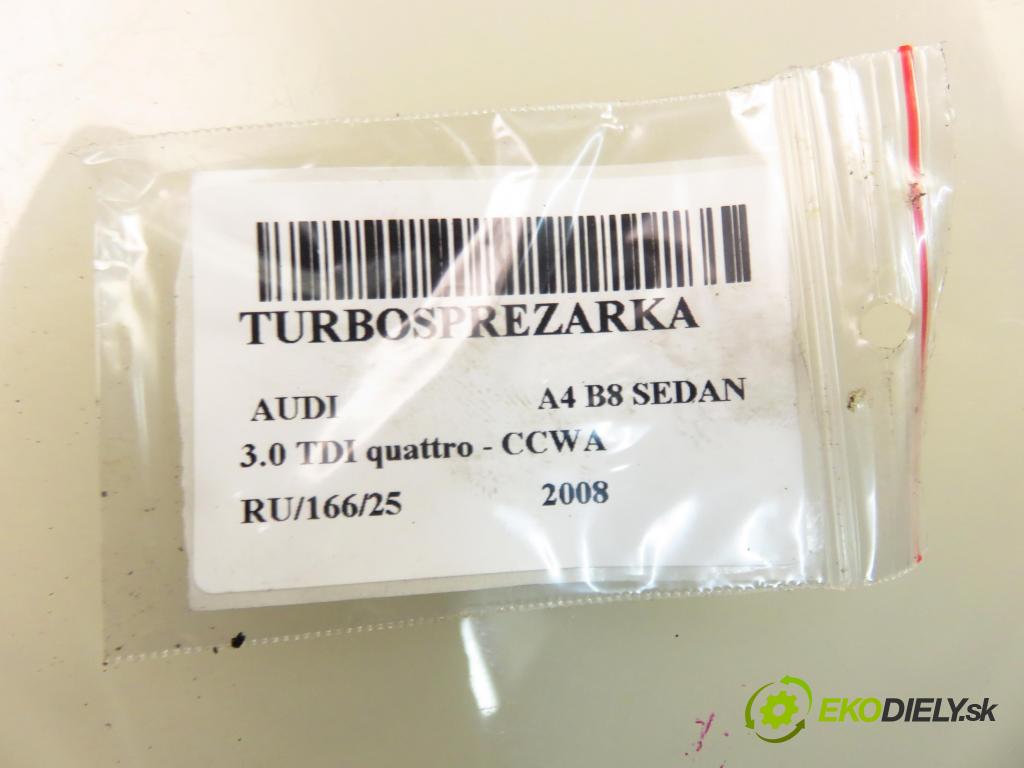 TURBOSPREZARKA
AUDI A4 B8 SEDAN
3.0 TDI quattro - CCWA
RU/166/25 2008
EKODIELY.sk